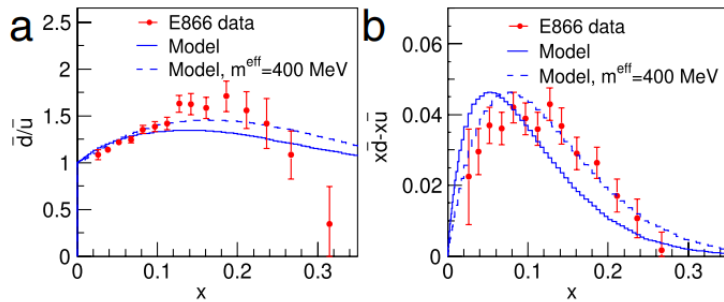 a
E866 data
Model
Model, m^eff=400 MeV
d̄/ū
2.5
2
1.5
1
0.5
0
0 0.1 0.2 0.3
x
b
E866 data
Model
Model, m^eff=400 MeV
xd̄-xū
0.06
0.04
0.02
0
0 0.1 0.2 0.3
x